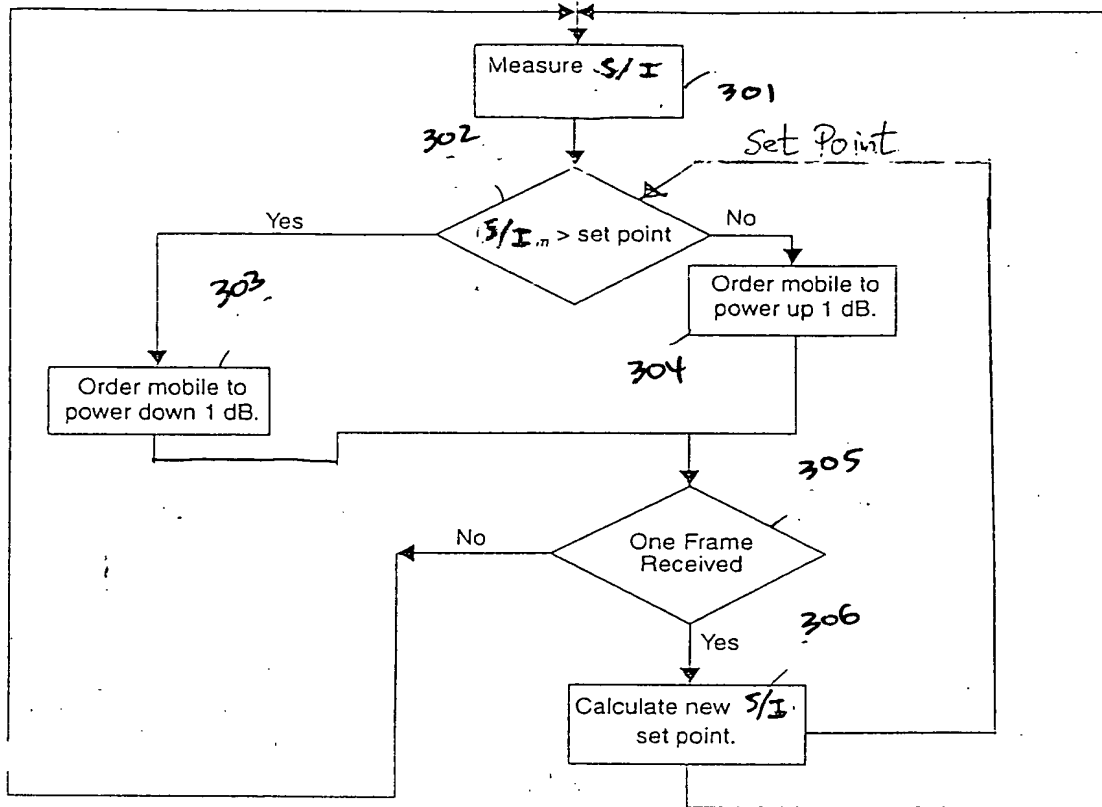 Measure S/I
301
302
Set Point
Yes
S/I > set point
No
303
Order mobile to
power up 1 dB.
304
Order mobile to
power down 1 dB.
305
No
One Frame
Received
306
Yes
Calculate new S/I
set point.